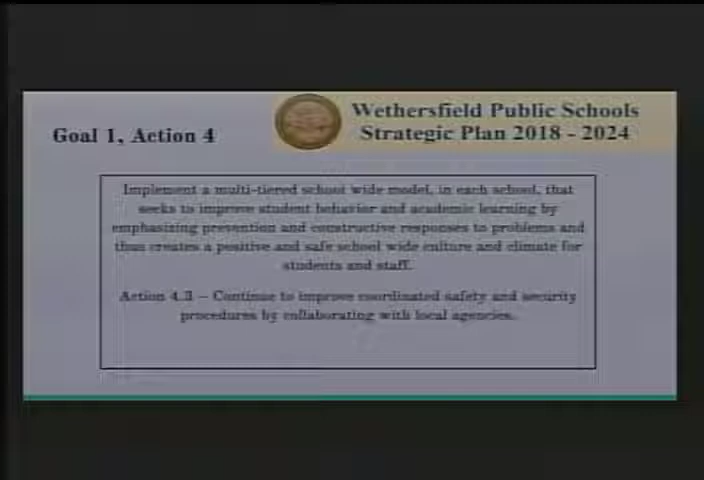 Goal 1, Action 4
Wethersfield Public Schools
Strategic Plan 2018 - 2024
Implement a multi-tiered school wide model, in each school, that
seeks to improve student behavior and academic learning by
emphasizing prevention and constructive responses to problems and
thus creates a positive and safe school wide culture and climate for
students and staff.
Action 4.3 – Continue to improve coordinated safety and security
procedures by collaborating with local agencies.